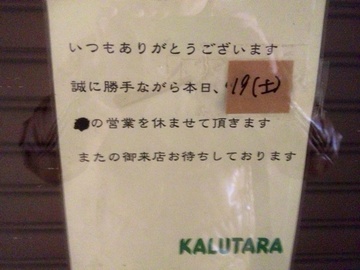 いつもありがとうございます
誠に勝手ながら本日、19(土)
の営業を休ませて頂きます
またの御来店お待ちしております
KALUTARA